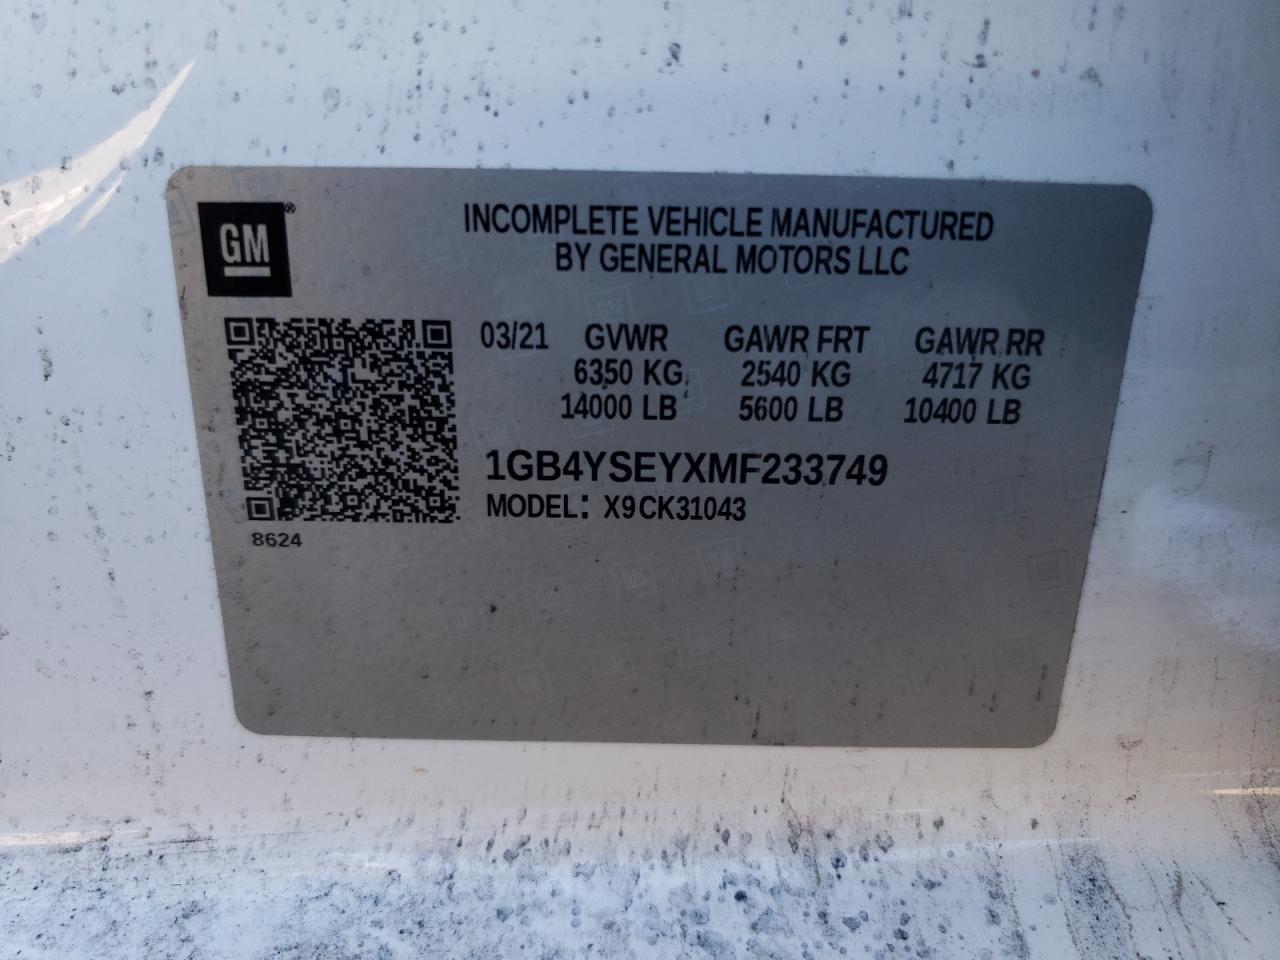 GM®
INCOMPLETE VEHICLE MANUFACTURED
BY GENERAL MOTORS LLC
03/21 GVWR GAWR FRT GAWR RR
6350 KG 2540 KG 4717 KG
14000 LB 5600 LB 10400 LB
1GB4YSEYXMF233749
MODEL: X9CK31043
8624